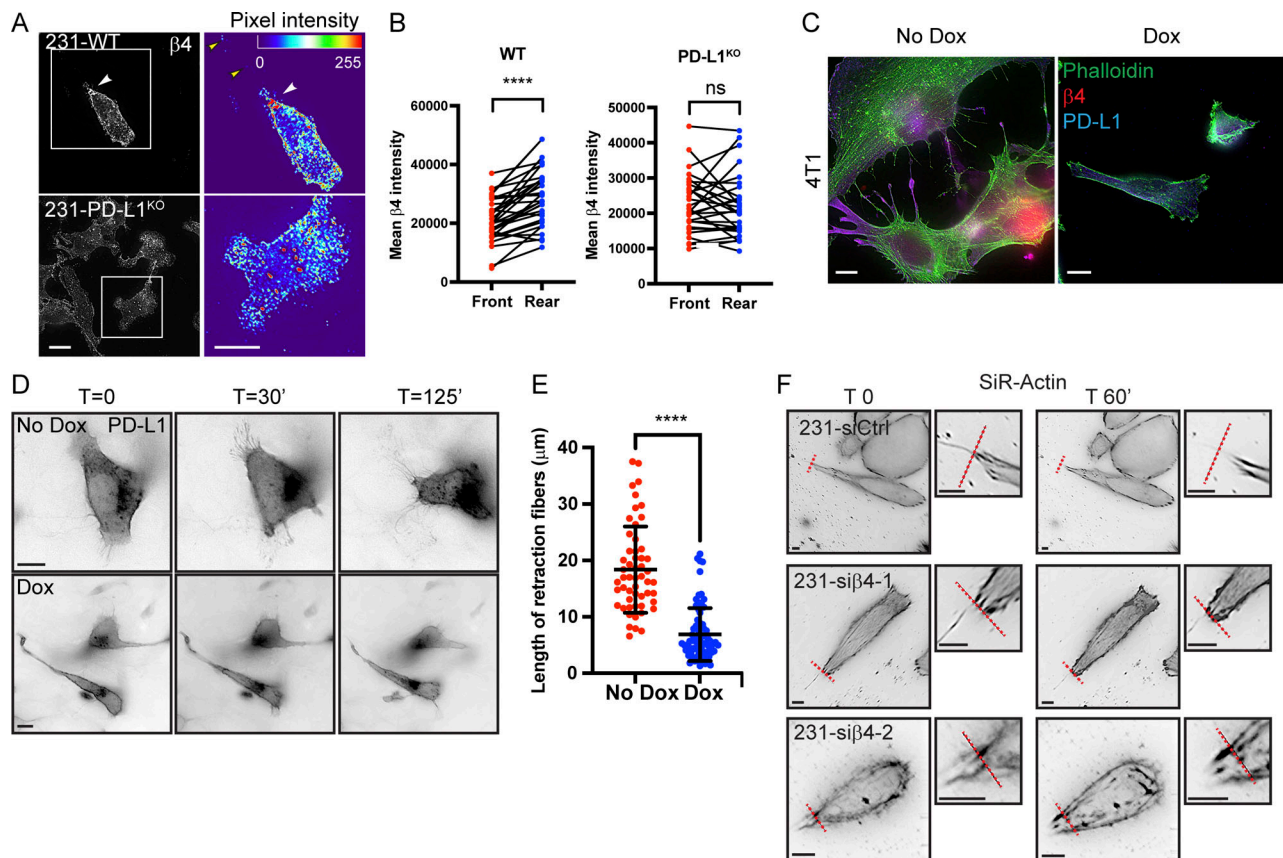 A
231-WT β4
Pixel intensity
0 255
231-PD-L1KO
B
WT
****
Mean β4 intensity
60000
40000
20000
0
Front Rear
PD-L1KO
ns
Mean β4 intensity
50000
40000
30000
20000
10000
0
Front Rear
C
No Dox Dox
4T1
Phalloidin
β4
PD-L1
D
T=0 T=30’ T=125’
No Dox PD-L1
Dox
E
****
Length of retraction fibers (μm)
40
30
20
10
0
No Dox Dox
F
SiR-Actin
T 0 T 60’
231-siCtrl
231-siβ4-1
231-siβ4-2